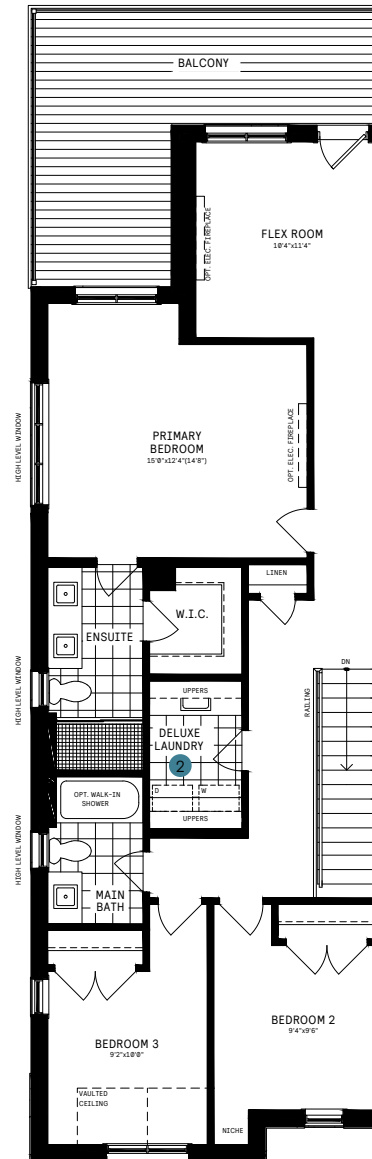 BALCONY
FLEX ROOM
10'4"x11'4"
OPT. ELEC. FIREPLACE
HIGH LEVEL WINDOW
PRIMARY
BEDROOM
15'0"x12'4"(14'8")
OPT. ELEC. FIREPLACE
LINEN
W.I.C.
ENSUITE
HIGH LEVEL WINDOW
DN
RAILING
UPPERS
DELUXE
LAUNDRY
2
D W
UPPERS
OPT. WALK-IN
SHOWER
HIGH LEVEL WINDOW
MAIN
BATH
BEDROOM 2
9'4"x9'6"
BEDROOM 3
9'2"x10'0"
VAULTED
CEILING
NICHE